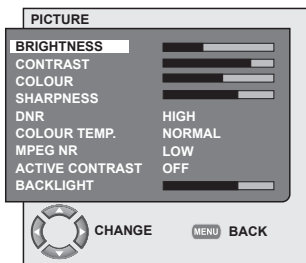 PICTURE
BRIGHTNESS
CONTRAST
COLOUR
SHARPNESS
DNR HIGH
COLOUR TEMP. NORMAL
MPEG NR LOW
ACTIVE CONTRAST OFF
BACKLIGHT
CHANGE MENU BACK